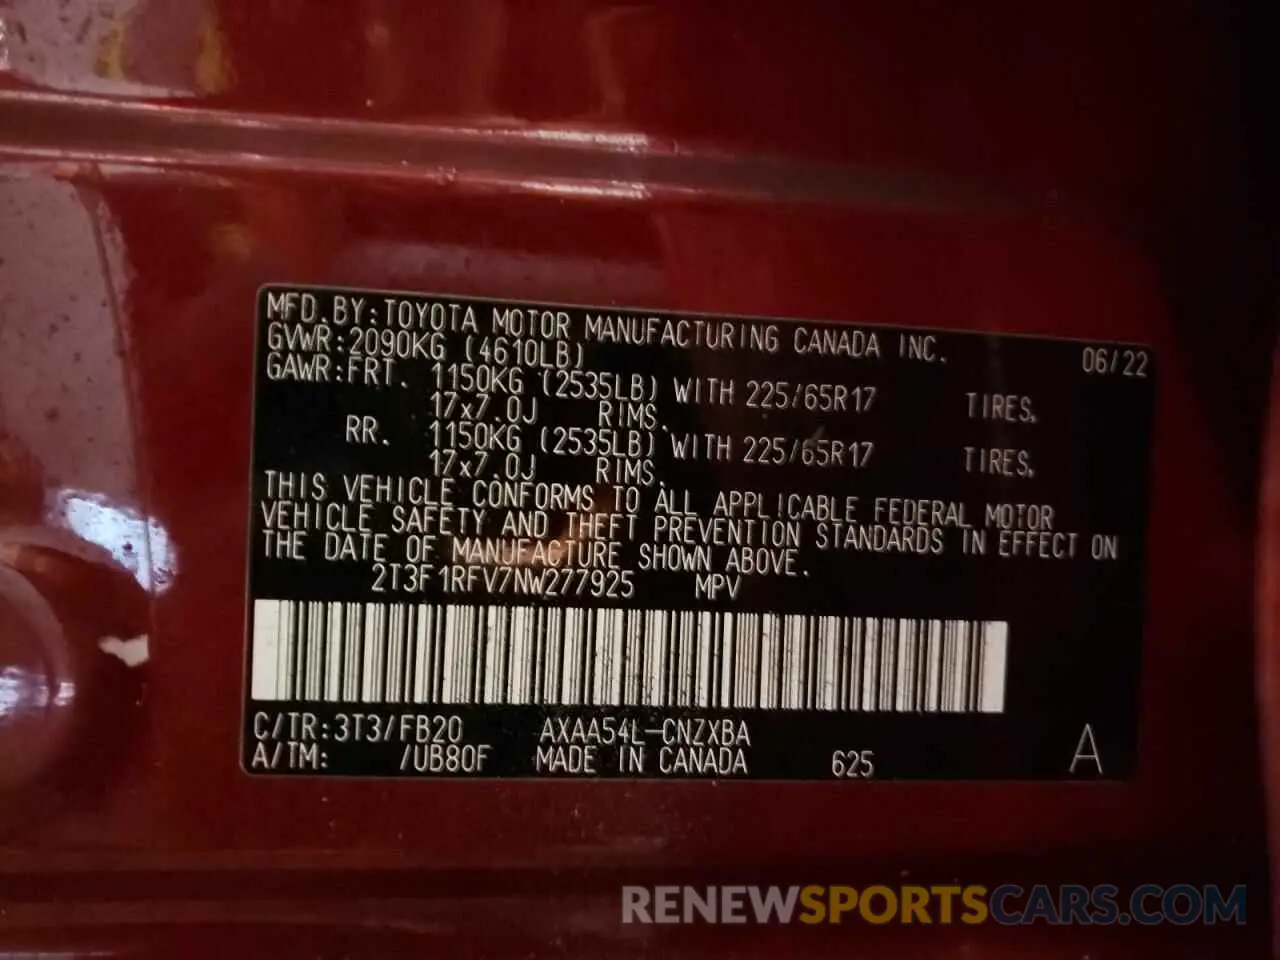 MFD.BY:TOYOTA MOTOR MANUFACTURING CANADA INC. 06/22
GVWR:2090KG (4610LB)
GAWR:FRT. 1150KG (2535LB) WITH 225/65R17 TIRES,
17x7.0J RIMS.
RR. 1150KG (2535LB) WITH 225/65R17 TIRES,
17x7.0J RIMS.
THIS VEHICLE CONFORMS TO ALL APPLICABLE FEDERAL MOTOR
VEHICLE SAFETY AND THEFT PREVENTION STANDARDS IN EFFECT ON
THE DATE OF MANUFACTURE SHOWN ABOVE.
2T3F1RFV7NW277925 MPV
C/TR:3T3/FB20 AXAA54L-CNZXBA
A/TM: /UB80F MADE IN CANADA 625 A
RENEWSPORTSCARS.COM